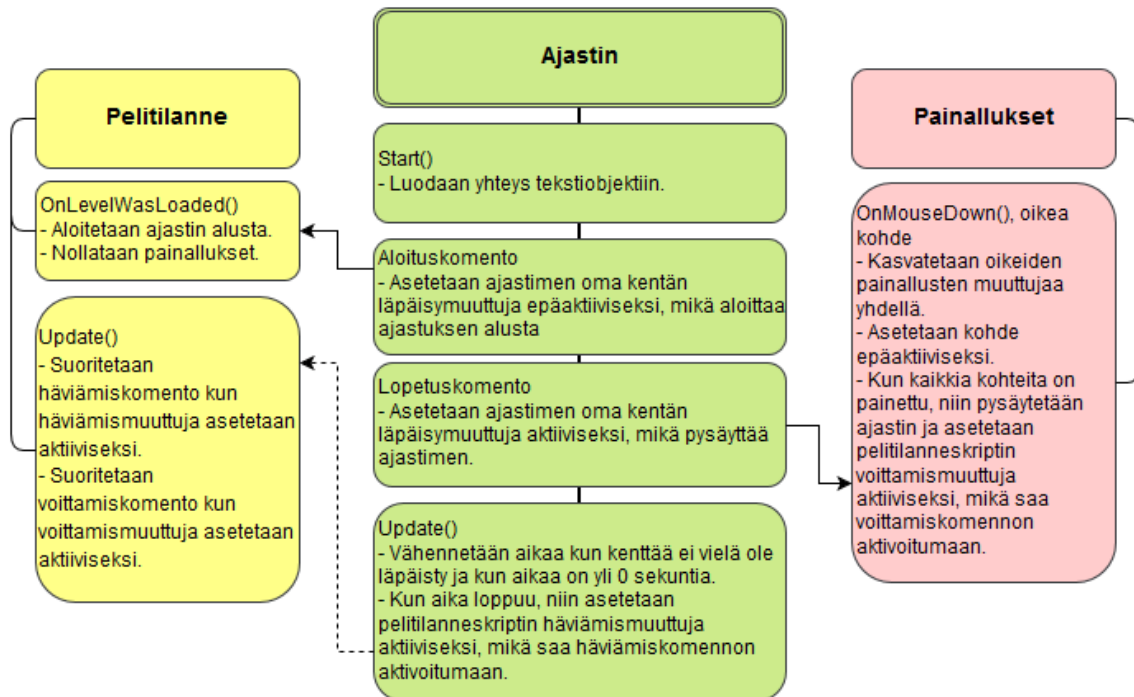 Ajastin
Pelitilanne
Painallukset
Start()
- Luodaan yhteys tekstiobjektiin.
OnLevelWasLoaded()
- Aloitetaan ajastin alusta.
- Nollataan painallukset.
Aloituskomento
- Asetetaan ajastimen oma kentän
läpäisymuuttuja epäaktiiviseksi, mikä aloittaa
ajastuksen alusta
Update()
- Suoritetaan
häviämiskomento kun
häviämismuuttuja asetetaan
aktiiviseksi.
- Suoritetaan
voittamiskomento kun
voittamismuuttuja asetetaan
aktiiviseksi.
Lopetuskomento
- Asetetaan ajastimen oma kentän
läpäisymuuttuja aktiiviseksi, mikä pysäyttää
ajastimen.
Update()
- Vähennetään aikaa kun kenttää ei vielä ole
läpäisty ja kun aikaa on yli 0 sekuntia.
- Kun aika loppuu, niin asetetaan
pelitilanneskriptin häviämismuuttuja
aktiiviseksi, mikä saa häviämiskomennon
aktivoitumaan.
OnMouseDown(), oikea
kohde
- Kasvatetaan oikeiden
painallusten muuttujaa
yhdellä.
- Asetetaan kohde
epäaktiiviseksi.
- Kun kaikkia kohteita on
painettu, niin pysäytetään
ajastin ja asetetaan
pelitilanneskriptin
voittamismuuttuja
aktiiviseksi, mikä saa
voittamiskomennon
aktivoitumaan.